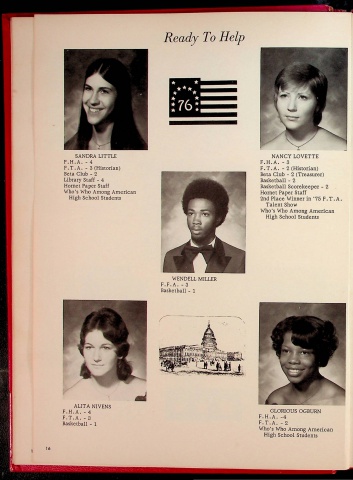 Ready To Help
76
SANDRA LITTLE
F.H.A. - 4
F.T.A. - 3 (Historian)
Beta Club - 2
Library Staff - 4
Hornet Paper Staff
Who's Who Among American
High School Students
NANCY LOVETTE
F.H.A. - 3
F.T.A. - 2 (Historian)
Beta Club - 2 (Treasurer)
Basketball - 2
Basketball Scorekeeper - 2
Hornet Paper Staff
2nd Place Winner in '75 F.T.A.
Talent Show
Who's Who Among American
High School Students
WENDELL MILLER
F.F.A. - 3
Basketball - 1
ALITA NIVENS
F.H.A. - 4
F.T.A. - 2
Basketball - 1
GLORIOUS OGBURN
F.H.A. -4
F.T.A. - 2
Who's Who Among American
High School Students
16